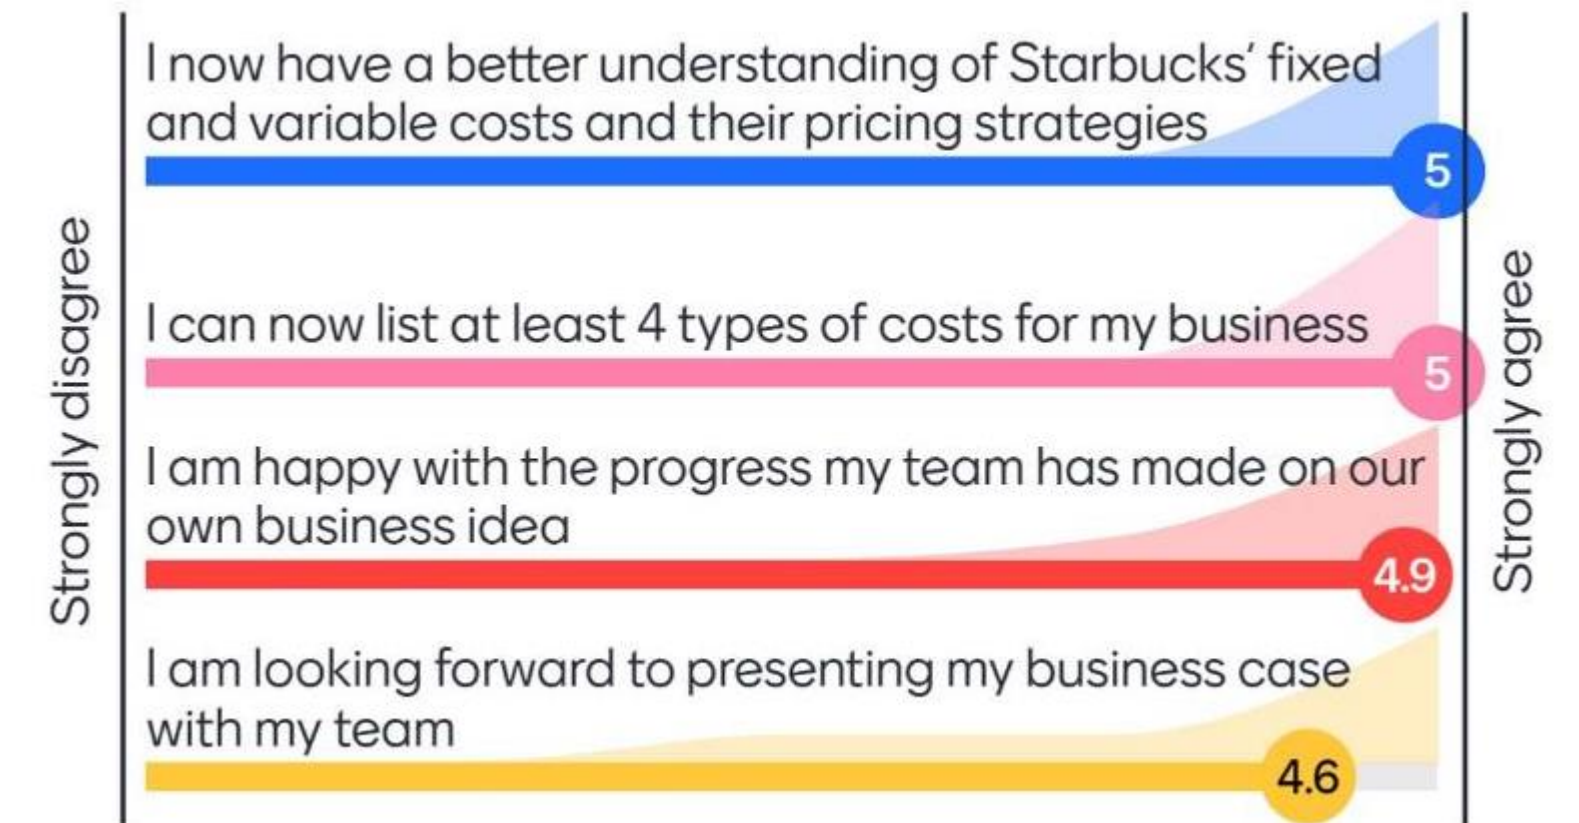 I now have a better understanding of Starbucks’ fixed
and variable costs and their pricing strategies
5
I can now list at least 4 types of costs for my business
5
I am happy with the progress my team has made on our
own business idea
4.9
I am looking forward to presenting my business case
with my team
4.6
Strongly disagree
Strongly agree